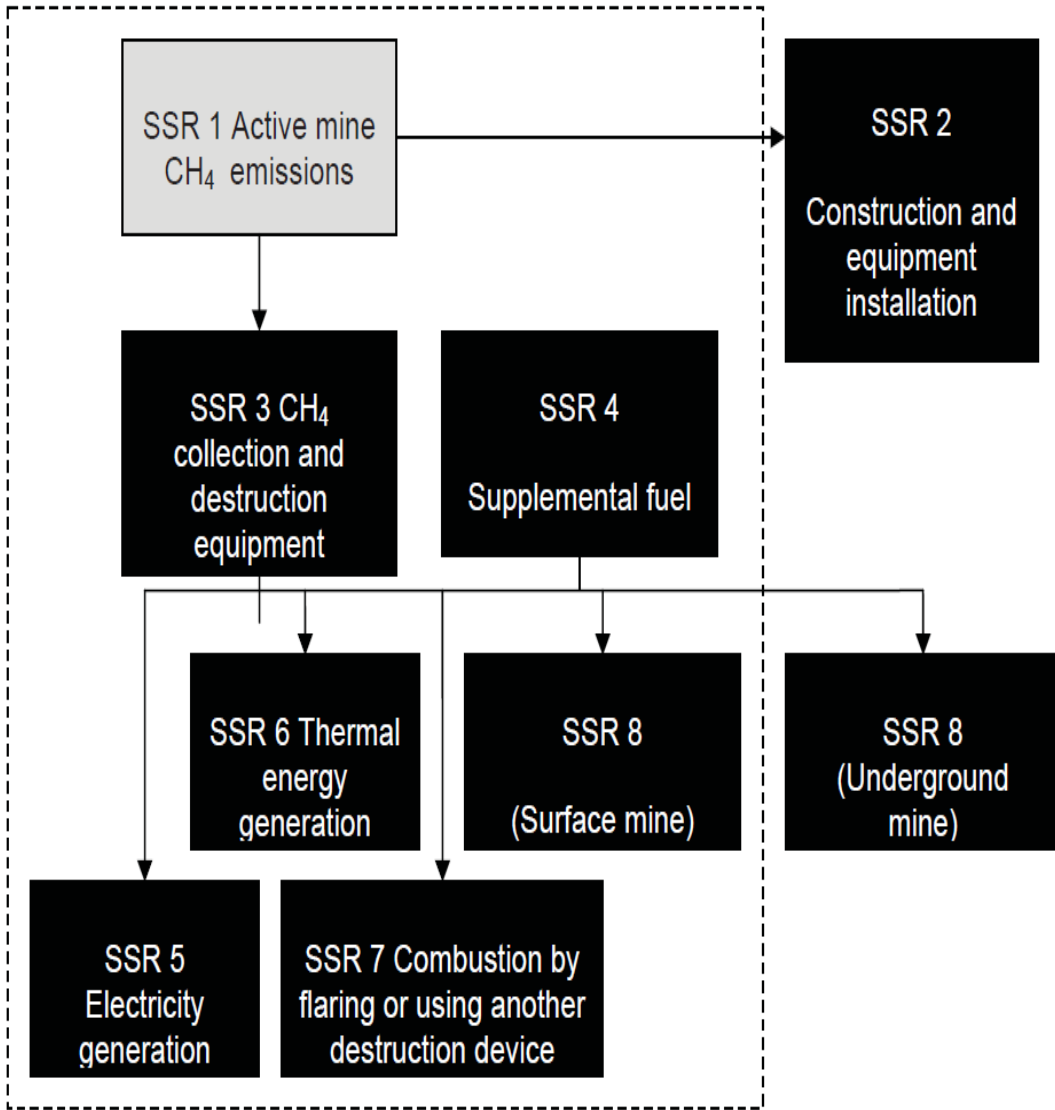 SSR 1 Active mine
CH₄ emissions
SSR 2
Construction and
equipment
installation
SSR 3 CH₄
collection and
destruction
equipment
SSR 4
Supplemental fuel
SSR 6 Thermal
energy
generation
SSR 8
(Surface mine)
SSR 8
(Underground
mine)
SSR 5
Electricity
generation
SSR 7 Combustion by
flaring or using another
destruction device